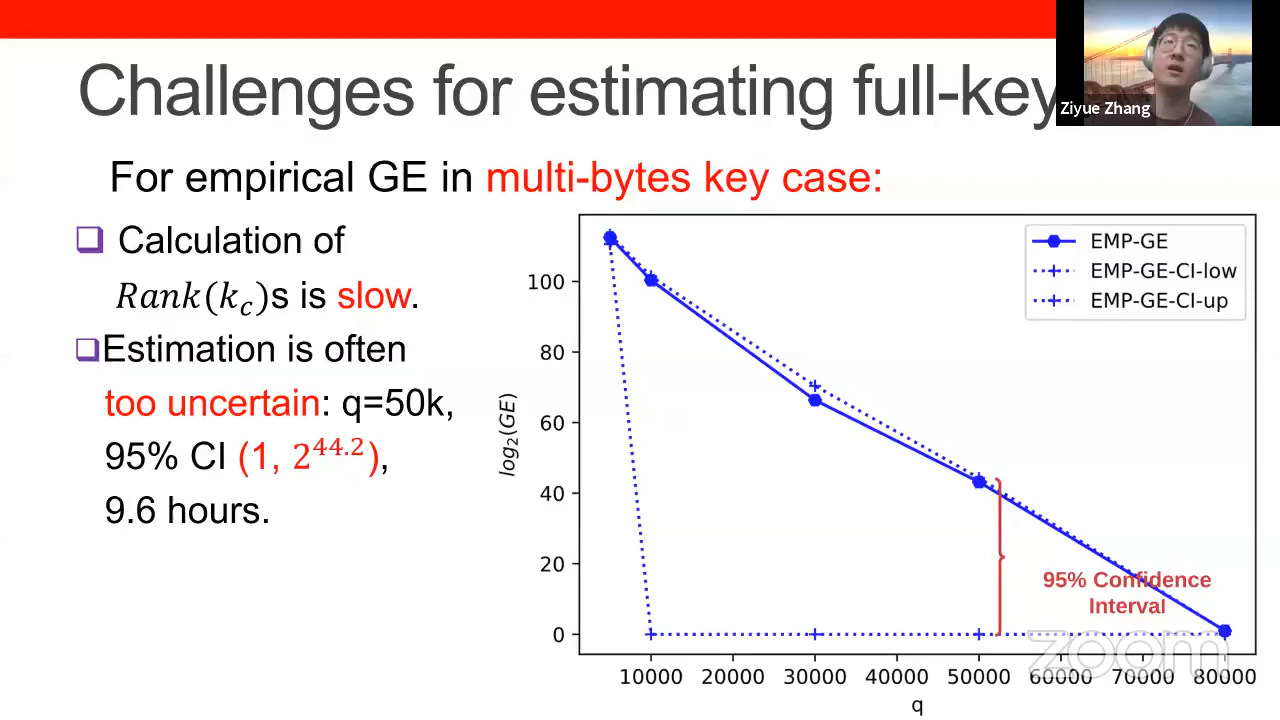 Challenges for estimating full-key
Ziyue Zhang
For empirical GE in multi-bytes key case:
Calculation of
Rank(k_c)s is slow.
Estimation is often
too uncertain: q=50k,
95% CI (1, 2^44.2),
9.6 hours.
EMP-GE
EMP-GE-CI-low
EMP-GE-CI-up
log2(GE)
100
80
60
40
20
0
95% Confidence
Interval
zoom
10000 20000 30000 40000 50000 60000 70000 80000
q